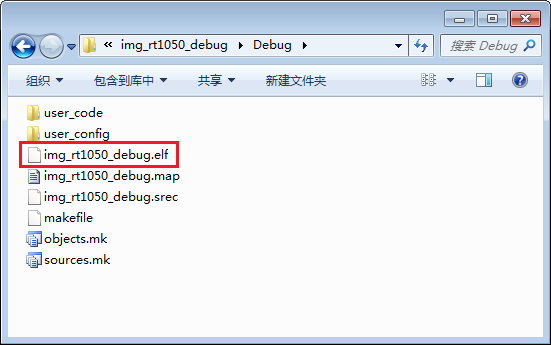 « img_rt1050_debug Debug 搜索 Debug
组织 包含到库中 共享 新建文件夹
user_code
user_config
img_rt1050_debug.elf
img_rt1050_debug.map
img_rt1050_debug.srec
makefile
objects.mk
sources.mk